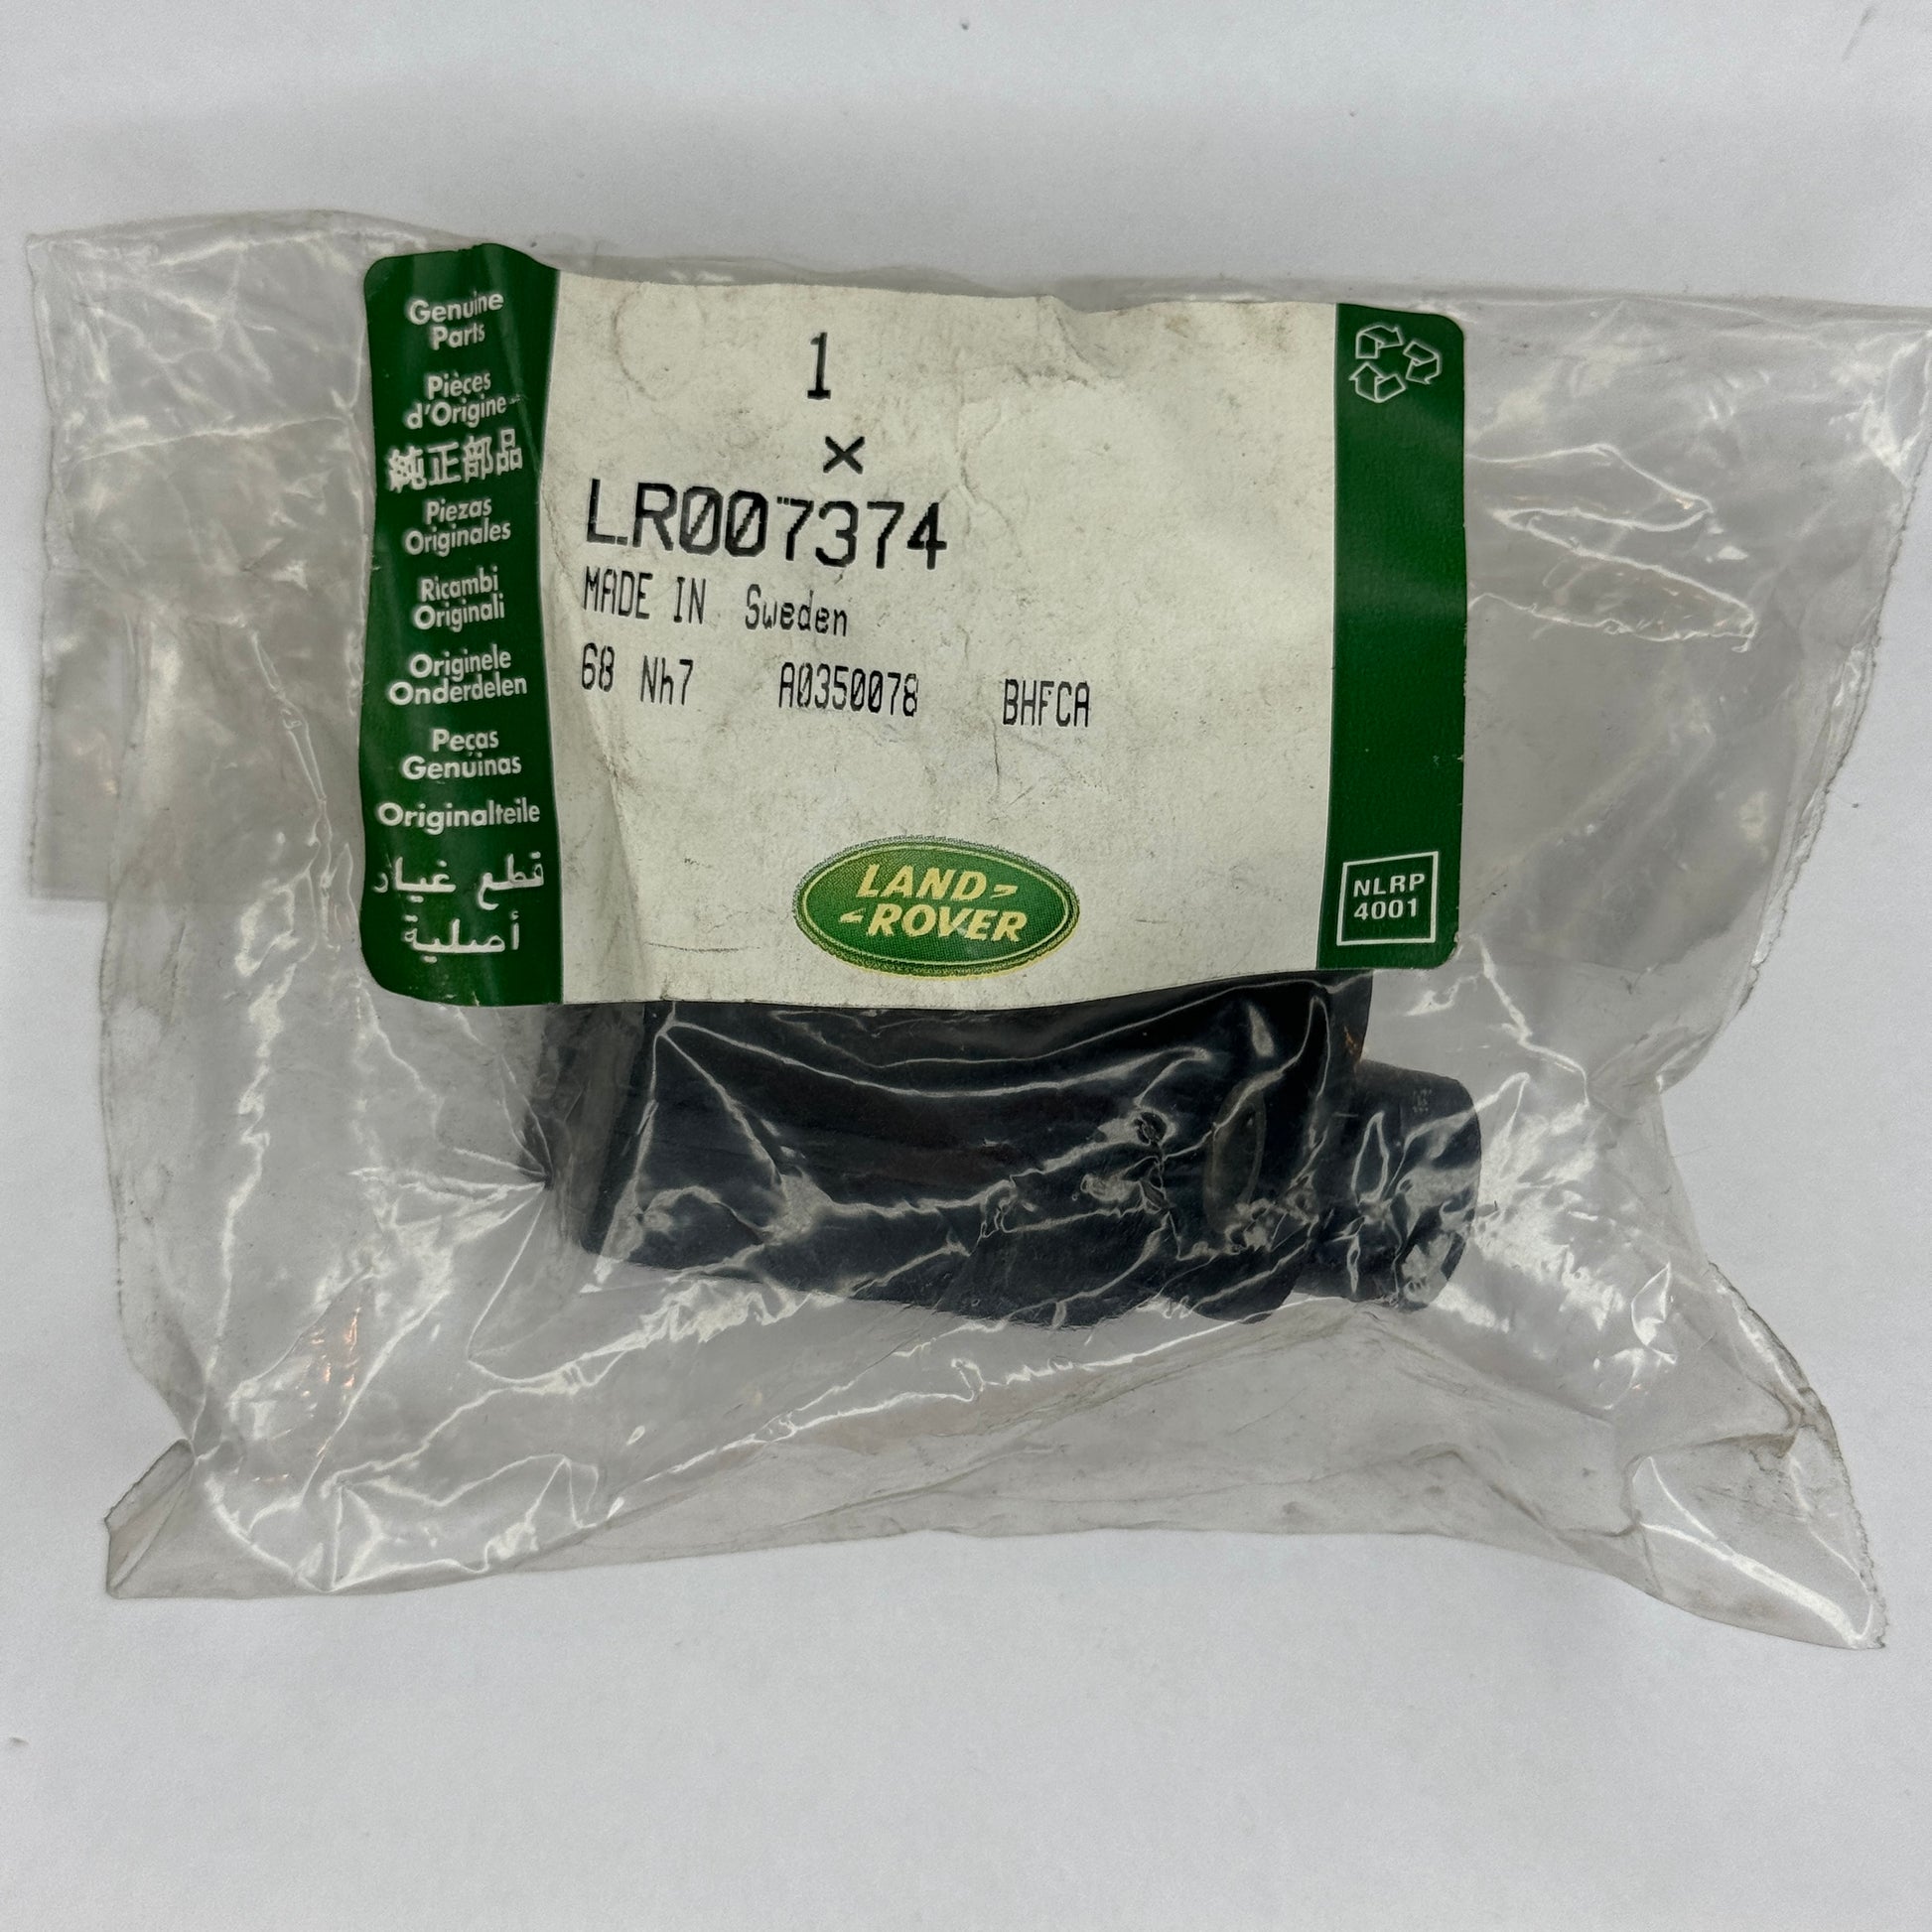 Genuine
Parts
Pièces
d'Origine
純正部品
Piezas
Originales
Ricambi
Originali
Originele
Onderdelen
Peças
Genuinas
Originalteile
قطع غيار
أصلية
1
×
LR007374
MADE IN Sweden
68 Nh7 A0350078 BHFCA
LAND
ROVER
NLRP
4001